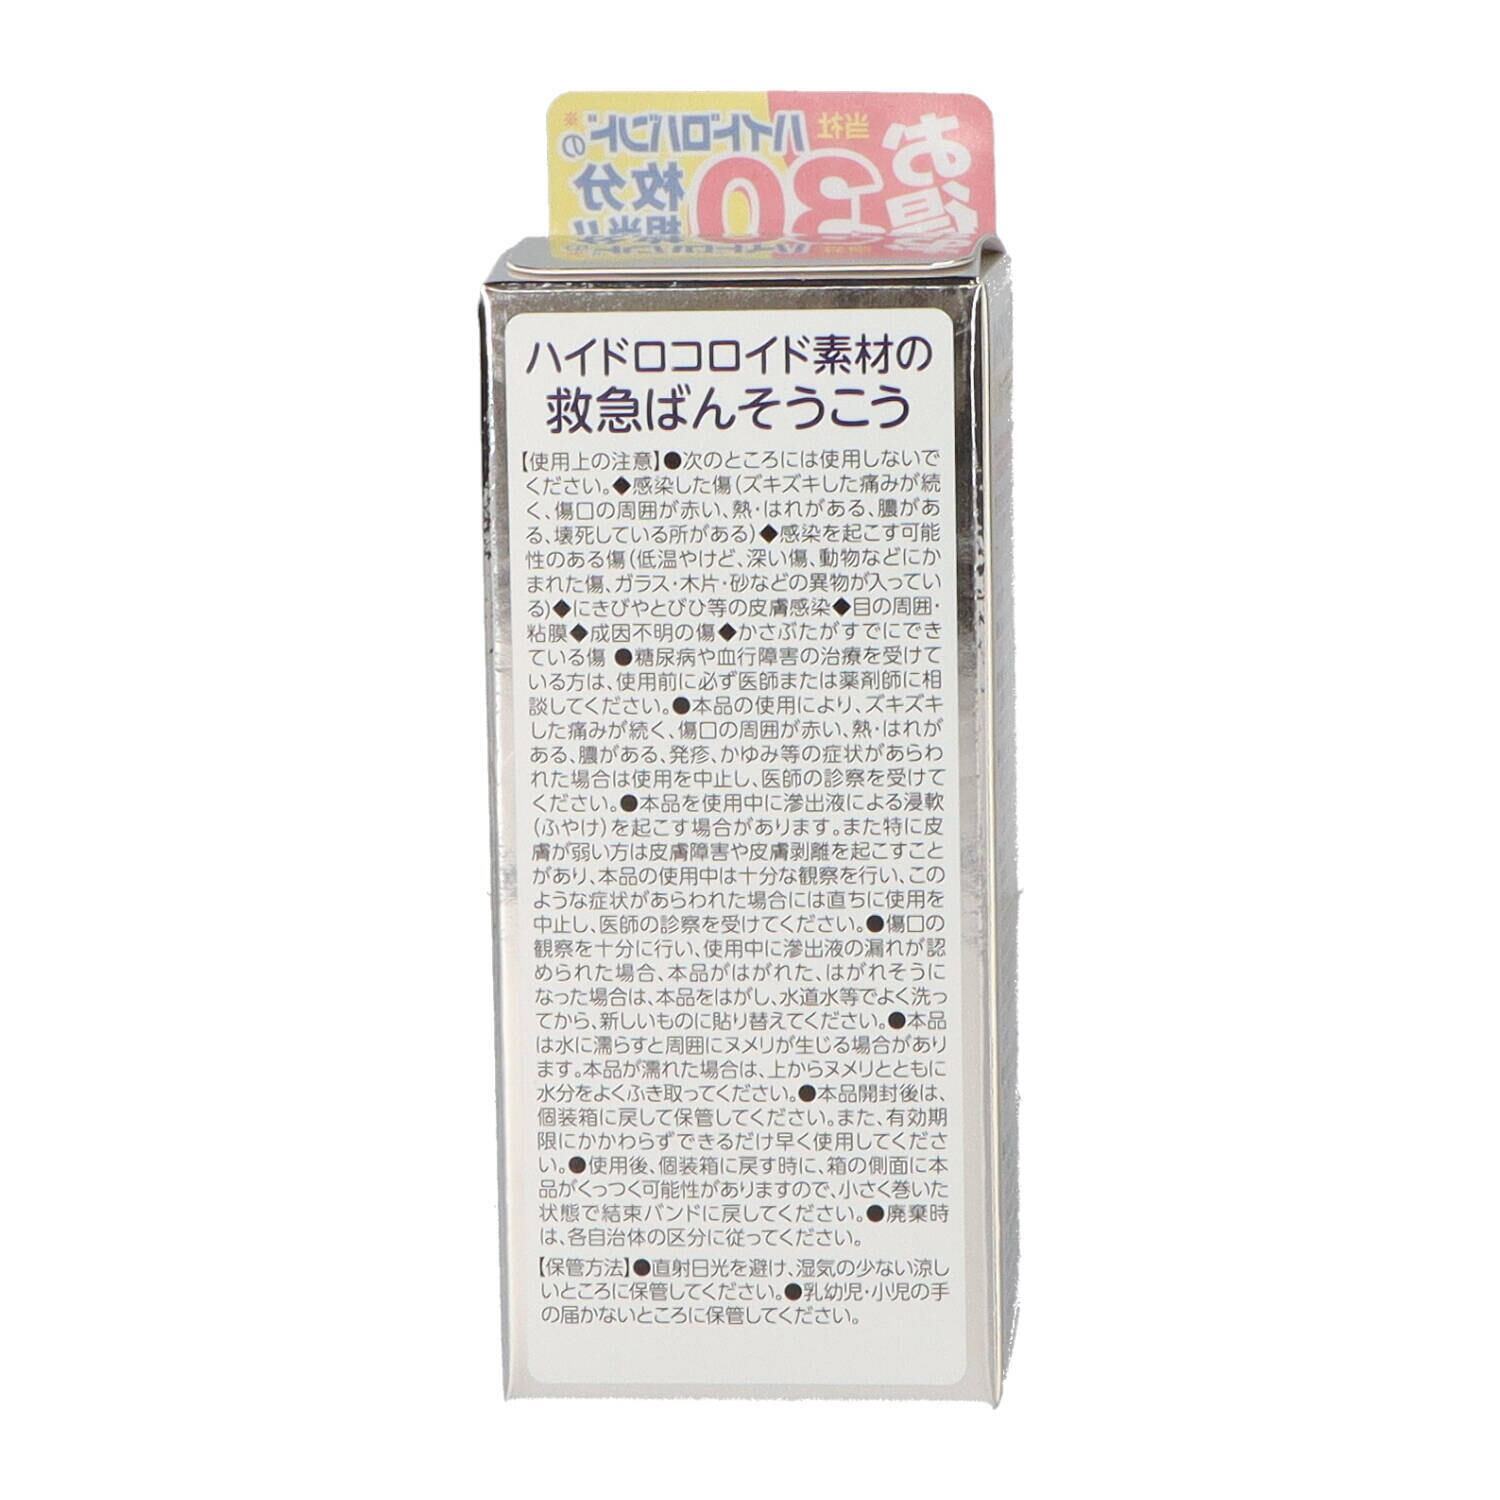 お得
当社
ハイドロバンドの※
30枚分
相当!!
ハイドロコロイド素材の
救急ばんそうこう
【使用上の注意】●次のところには使用しないで
ください。◆感染した傷(ズキズキした痛みが続
く、傷口の周囲が赤い、熱・はれがある、膿があ
る、壊死している所がある)◆感染を起こす可能
性のある傷(低温やけど、深い傷、動物などにか
まれた傷、ガラス・木片・砂などの異物が入ってい
る)◆にきびやとびひ等の皮膚感染◆目の周囲・
粘膜◆成因不明の傷◆かさぶたがすでにでき
ている傷 ●糖尿病や血行障害の治療を受けて
いる方は、使用前に必ず医師または薬剤師に相
談してください。●本品の使用により、ズキズキ
した痛みが続く、傷口の周囲が赤い、熱・はれが
ある、膿がある、発疹、かゆみ等の症状があらわ
れた場合は使用を中止し、医師の診察を受けて
ください。●本品を使用中に滲出液による浸軟
(ふやけ)を起こす場合があります。また特に皮
膚が弱い方は皮膚障害や皮膚剥離を起こすこと
があり、本品の使用中は十分な観察を行い、この
ような症状があらわれた場合には直ちに使用を
中止し、医師の診察を受けてください。●傷口の
観察を十分に行い、使用中に滲出液の漏れが認
められた場合、本品がはがれた、はがれそうに
なった場合は、本品をはがし、水道水等でよく洗っ
てから、新しいものに貼り替えてください。●本品
は水に濡らすと周囲にヌメリが生じる場合があり
ます。本品が濡れた場合は、上からヌメリとともに
水分をよくふき取ってください。●本品開封後は、
個装箱に戻して保管してください。また、有効期
限にかかわらずできるだけ早く使用してくださ
い。●使用後、個装箱に戻す時に、箱の側面に本
品がくっつく可能性がありますので、小さく巻いた
状態で結束バンドに戻してください。●廃棄時
は、各自治体の区分に従ってください。
【保管方法】●直射日光を避け、湿気の少ない涼し
いところに保管してください。●乳幼児・小児の手
の届かないところに保管してください。